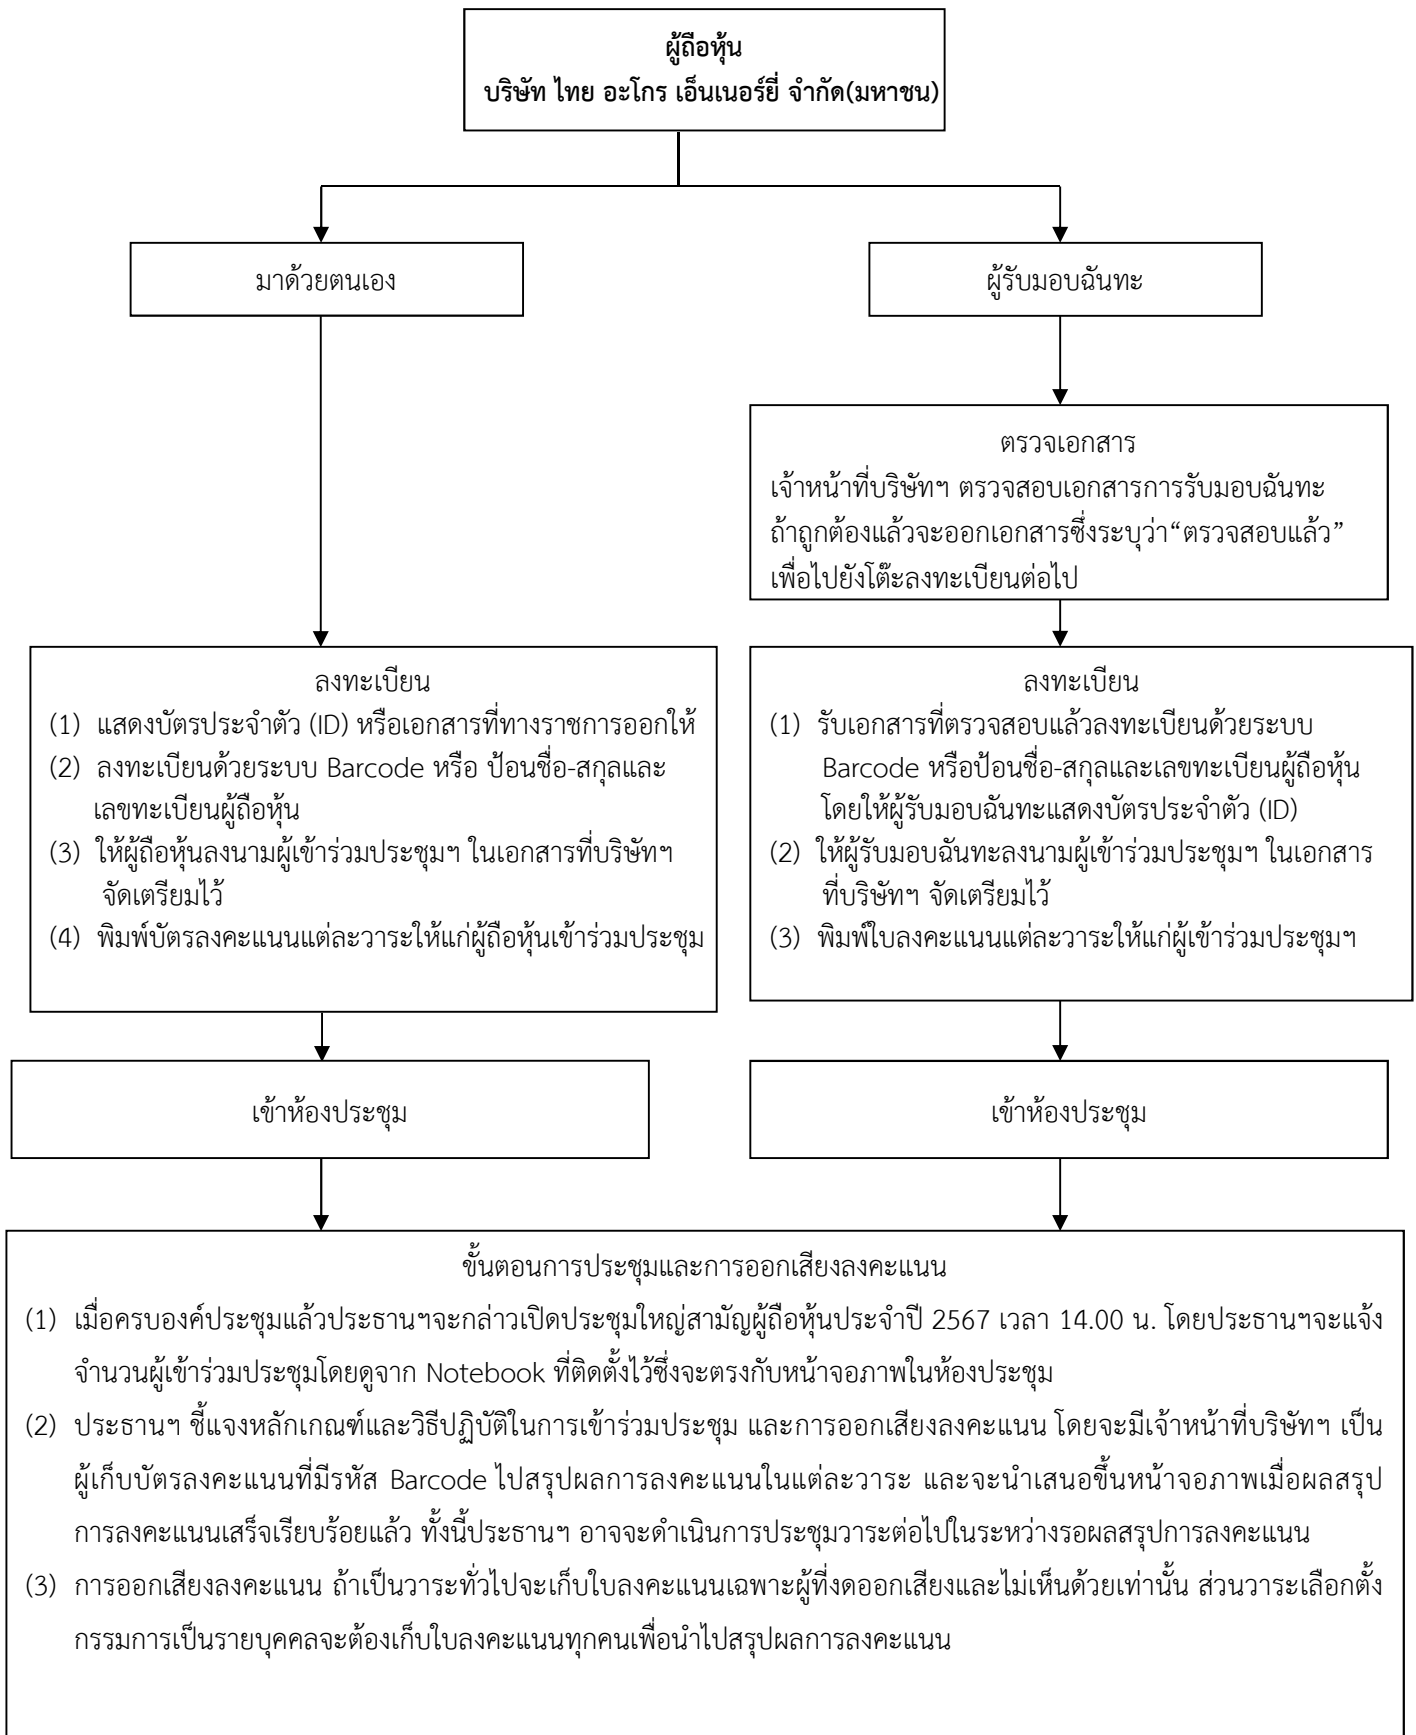 ผู้ถือหุ้น
บริษัท ไทย อะโกร เอ็นเนอร์ยี่ จำกัด(มหาชน)
มาด้วยตนเอง
ผู้รับมอบฉันทะ
ตรวจเอกสาร
เจ้าหน้าที่บริษัทฯ ตรวจสอบเอกสารการรับมอบฉันทะ
ถ้าถูกต้องแล้วจะออกเอกสารซึ่งระบุว่า“ตรวจสอบแล้ว”
เพื่อไปยังโต๊ะลงทะเบียนต่อไป
ลงทะเบียน
(1) แสดงบัตรประจำตัว (ID) หรือเอกสารที่ทางราชการออกให้
(2) ลงทะเบียนด้วยระบบ Barcode หรือ ป้อนชื่อ-สกุลและ
เลขทะเบียนผู้ถือหุ้น
(3) ให้ผู้ถือหุ้นลงนามผู้เข้าร่วมประชุมฯ ในเอกสารที่บริษัทฯ
จัดเตรียมไว้
(4) พิมพ์บัตรลงคะแนนแต่ละวาระให้แก่ผู้ถือหุ้นเข้าร่วมประชุม
ลงทะเบียน
(1) รับเอกสารที่ตรวจสอบแล้วลงทะเบียนด้วยระบบ
Barcode หรือป้อนชื่อ-สกุลและเลขทะเบียนผู้ถือหุ้น
โดยให้ผู้รับมอบฉันทะแสดงบัตรประจำตัว (ID)
(2) ให้ผู้รับมอบฉันทะลงนามผู้เข้าร่วมประชุมฯ ในเอกสาร
ที่บริษัทฯ จัดเตรียมไว้
(3) พิมพ์ใบลงคะแนนแต่ละวาระให้แก่ผู้เข้าร่วมประชุมฯ
เข้าห้องประชุม
เข้าห้องประชุม
ขั้นตอนการประชุมและการออกเสียงลงคะแนน
(1) เมื่อครบองค์ประชุมแล้วประธานฯจะกล่าวเปิดประชุมใหญ่สามัญผู้ถือหุ้นประจำปี 2567 เวลา 14.00 น. โดยประธานฯจะแจ้ง
จำนวนผู้เข้าร่วมประชุมโดยดูจาก Notebook ที่ติดตั้งไว้ซึ่งจะตรงกับหน้าจอภาพในห้องประชุม
(2) ประธานฯ ชี้แจงหลักเกณฑ์และวิธีปฏิบัติในการเข้าร่วมประชุม และการออกเสียงลงคะแนน โดยจะมีเจ้าหน้าที่บริษัทฯ เป็น
ผู้เก็บบัตรลงคะแนนที่มีรหัส Barcode ไปสรุปผลการลงคะแนนในแต่ละวาระ และจะนำเสนอขึ้นหน้าจอภาพเมื่อผลสรุป
การลงคะแนนเสร็จเรียบร้อยแล้ว ทั้งนี้ประธานฯ อาจจะดำเนินการประชุมวาระต่อไปในระหว่างรอผลสรุปการลงคะแนน
(3) การออกเสียงลงคะแนน ถ้าเป็นวาระทั่วไปจะเก็บใบลงคะแนนเฉพาะผู้ที่งดออกเสียงและไม่เห็นด้วยเท่านั้น ส่วนวาระเลือกตั้ง
กรรมการเป็นรายบุคคลจะต้องเก็บใบลงคะแนนทุกคนเพื่อนำไปสรุปผลการลงคะแนน